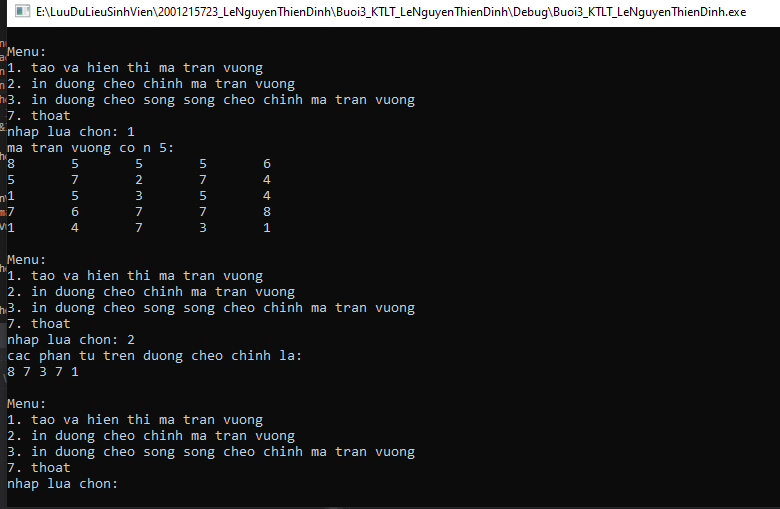 E:\LuuDuLieuSinhVien\2001215723_LeNguyenThienDinh\Buoi3_KTLT_LeNguyenThienDinh\Debug\Buoi3_KTLT_LeNguyenThienDinh.exe
Menu:
1. tao va hien thi ma tran vuong
2. in duong cheo chinh ma tran vuong
3. in duong cheo song song cheo chinh ma tran vuong
7. thoat
nhap lua chon: 1
ma tran vuong co n 5:
8 5 5 5 6
5 7 2 7 4
1 5 3 5 4
7 6 7 7 8
1 4 7 3 1
Menu:
1. tao va hien thi ma tran vuong
2. in duong cheo chinh ma tran vuong
3. in duong cheo song song cheo chinh ma tran vuong
7. thoat
nhap lua chon: 2
cac phan tu tren duong cheo chinh la:
8 7 3 7 1
Menu:
1. tao va hien thi ma tran vuong
2. in duong cheo chinh ma tran vuong
3. in duong cheo song song cheo chinh ma tran vuong
7. thoat
nhap lua chon: